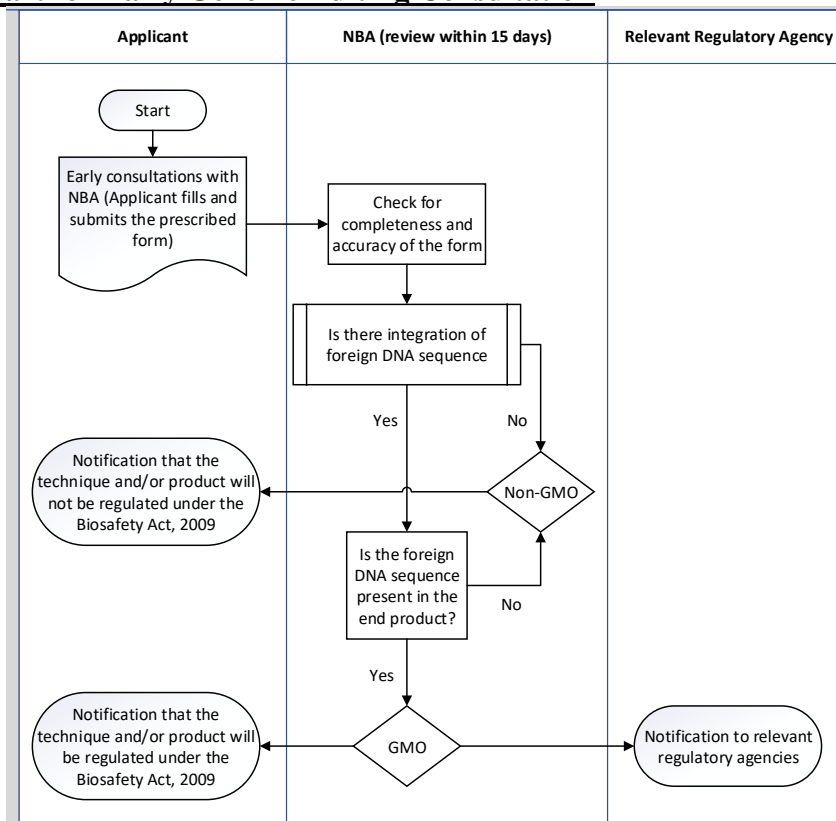 Applicant
NBA (review within 15 days)
Relevant Regulatory Agency
Start
Early consultations with
NBA (Applicant fills and
submits the prescribed
form)
Check for
completeness and
accuracy of the form
Is there integration of
foreign DNA sequence
Yes
No
Notification that the
technique and/or product will
not be regulated under the
Biosafety Act, 2009
Non-GMO
Is the foreign
DNA sequence
present in the
end product?
No
Yes
Notification that the
technique and/or product will
be regulated under the
Biosafety Act, 2009
GMO
Notification to relevant
regulatory agencies